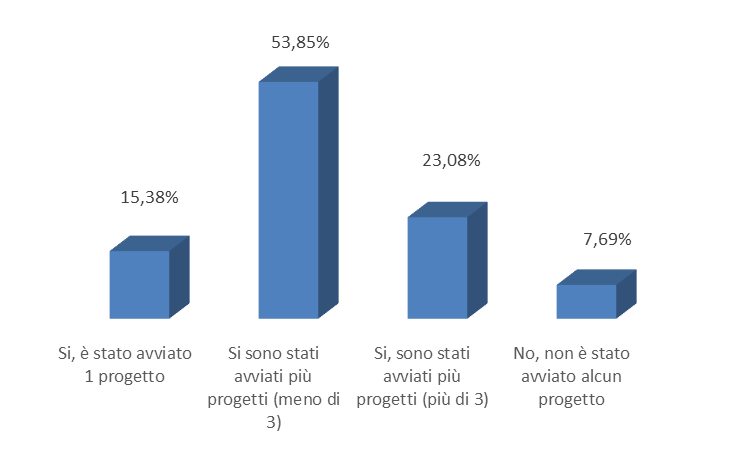 53,85%
23,08%
15,38%
7,69%
Si, è stato avviato
1 progetto
Si sono stati
avviati più
progetti (meno di
3)
Si, sono stati
avviati più
progetti (più di 3)
No, non è stato
avviato alcun
progetto